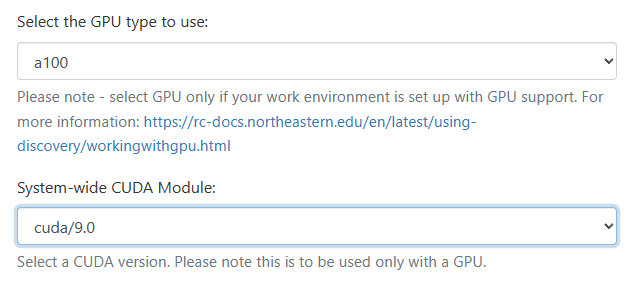 Select the GPU type to use:
a100
Please note - select GPU only if your work environment is set up with GPU support. For
more information: https://rc-docs.northeastern.edu/en/latest/using-
discovery/workingwithgpu.html
System-wide CUDA Module:
cuda/9.0
Select a CUDA version. Please note this is to be used only with a GPU.